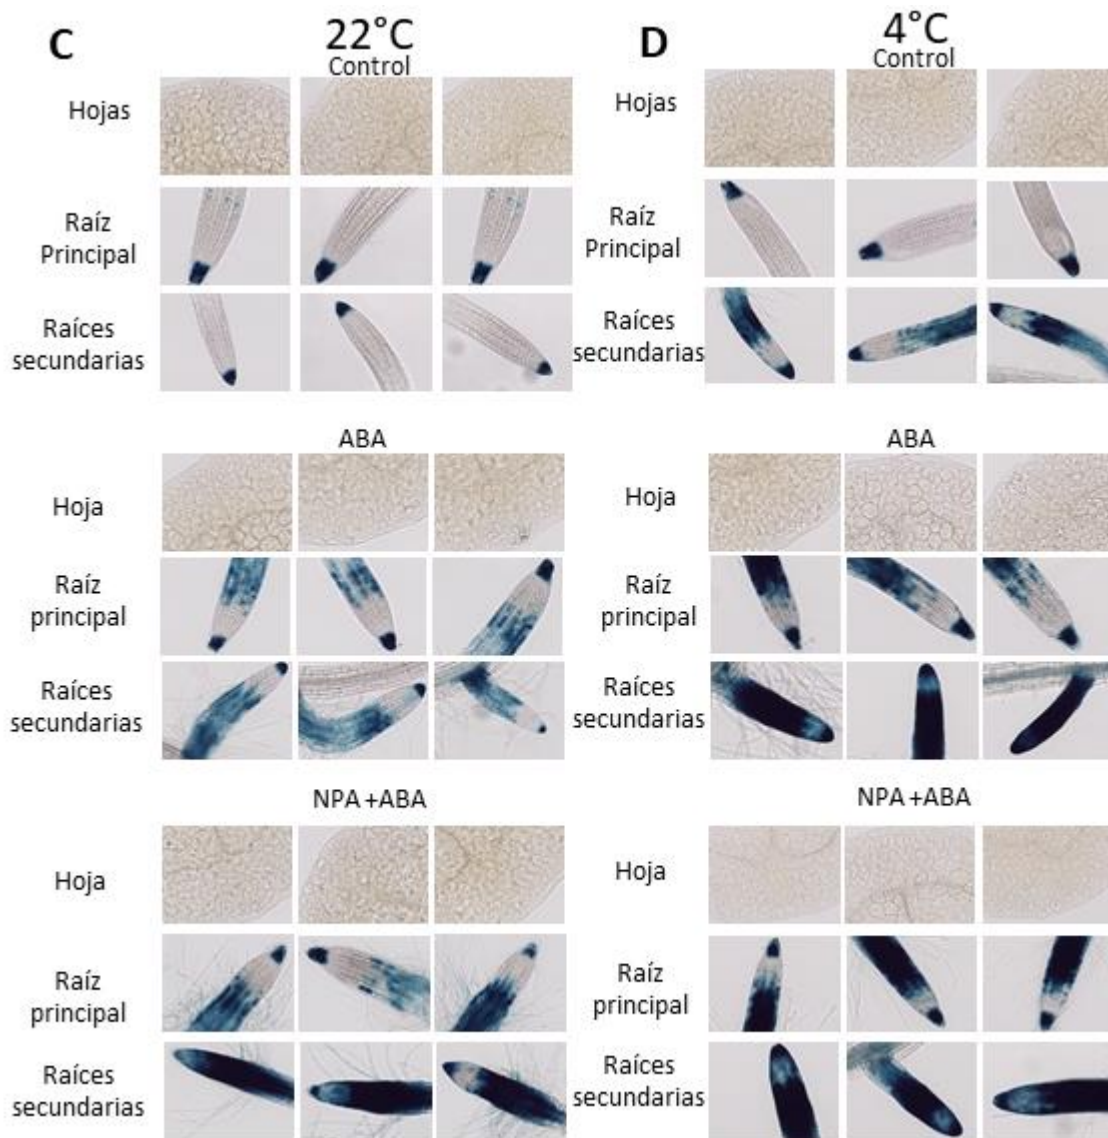 C
22°C
Control
Hojas
Raíz
Principal
Raíces
secundarias
ABA
Hoja
Raíz
principal
Raíces
secundarias
NPA +ABA
Hoja
Raíz
principal
Raíces
secundarias
D
4°C
Control
Hojas
Raíz
Principal
Raíces
secundarias
ABA
Hoja
Raíz
principal
Raíces
secundarias
NPA +ABA
Hoja
Raíz
principal
Raíces
secundarias